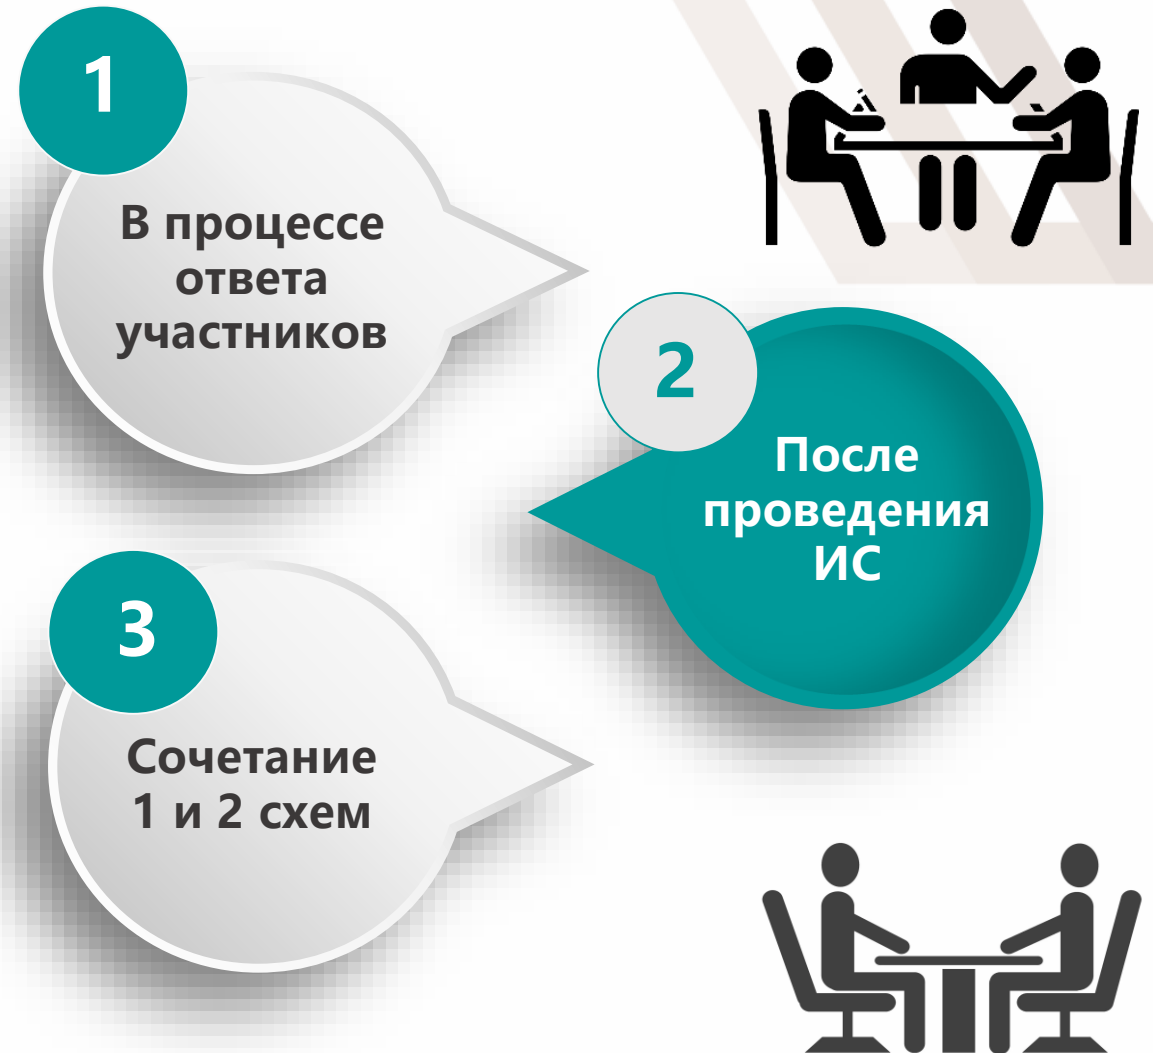 1
В процессе
ответа
участников
2
После
проведения
ИС
3
Сочетание
1 и 2 схем